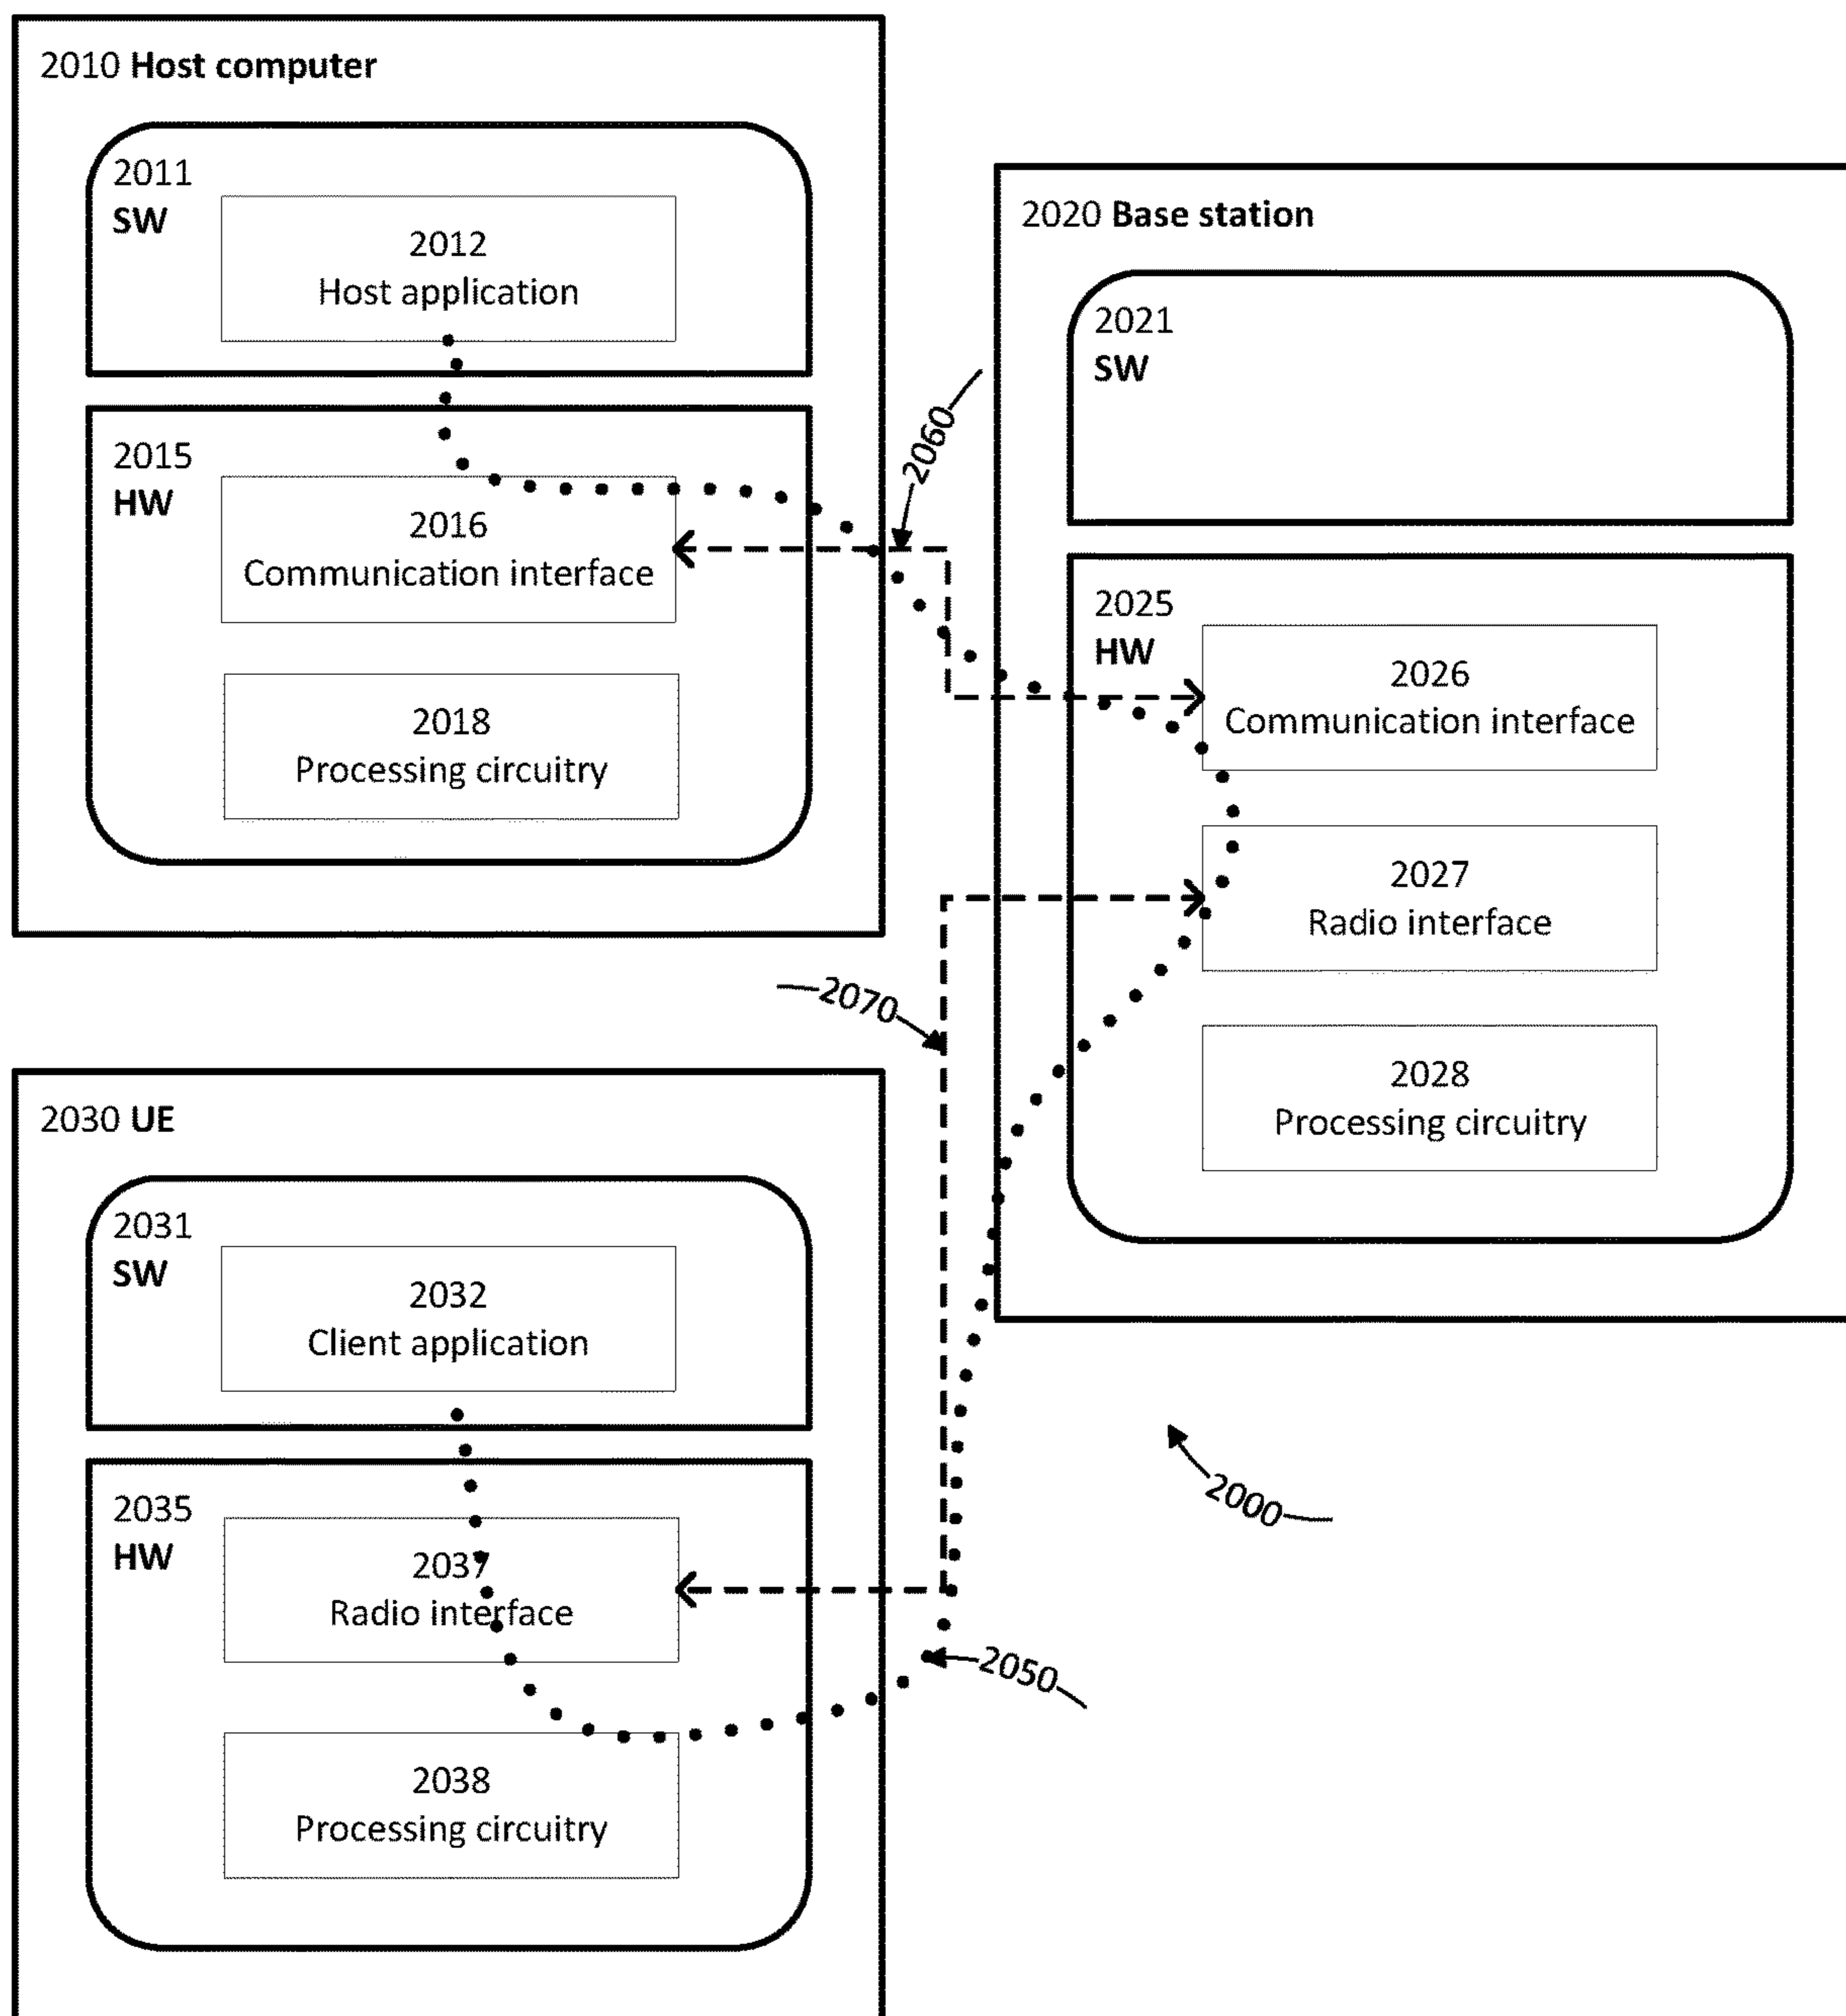 2010 Host computer
2011
SW
2012
Host application
2015
HW
2016
Communication interface
2018
Processing circuitry
2060
2020 Base station
2021
SW
2025
HW
2026
Communication interface
2027
Radio interface
2028
Processing circuitry
2070
2030 UE
2031
SW
2032
Client application
2035
HW
2037
Radio interface
2038
Processing circuitry
2050
2000